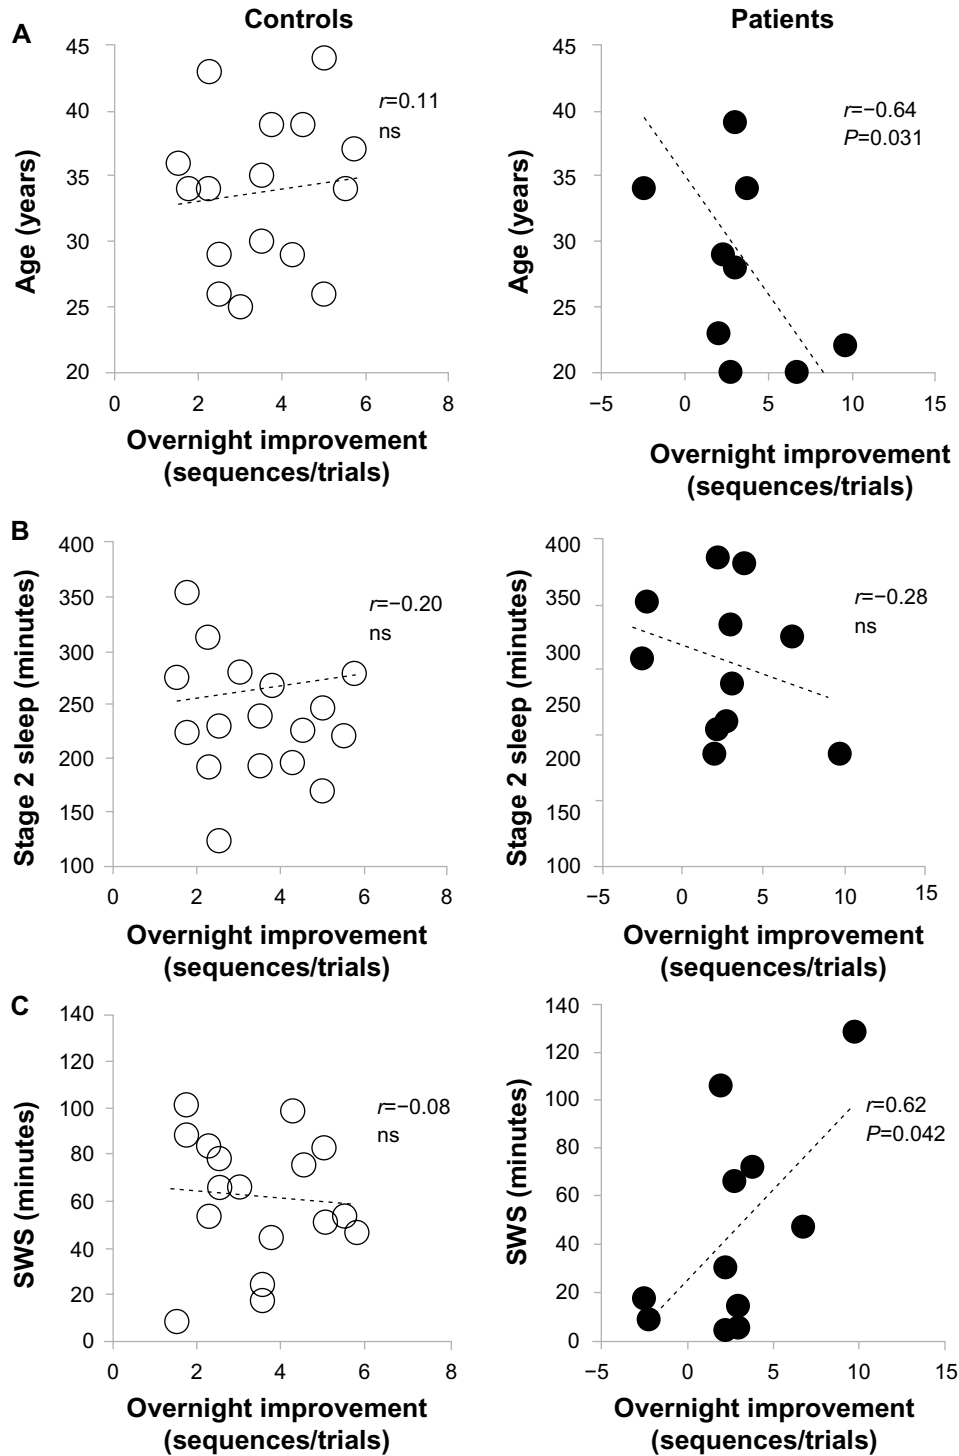 Controls
Patients
A
45
40
35
30
25
20
Age (years)
r=0.11
ns
0
2
4
6
8
Overnight improvement
(sequences/trials)
45
40
35
30
25
20
Age (years)
r=−0.64
P=0.031
−5
0
5
10
15
Overnight improvement
(sequences/trials)
B
400
350
300
250
200
150
100
Stage 2 sleep (minutes)
r=−0.20
ns
0
2
4
6
8
Overnight improvement
(sequences/trials)
400
350
300
250
200
150
100
Stage 2 sleep (minutes)
r=−0.28
ns
−5
0
5
10
15
Overnight improvement
(sequences/trials)
C
140
120
100
80
60
40
20
0
SWS (minutes)
r=−0.08
ns
0
2
4
6
8
Overnight improvement
(sequences/trials)
140
120
100
80
60
40
20
0
SWS (minutes)
r=0.62
P=0.042
−5
0
5
10
15
Overnight improvement
(sequences/trials)